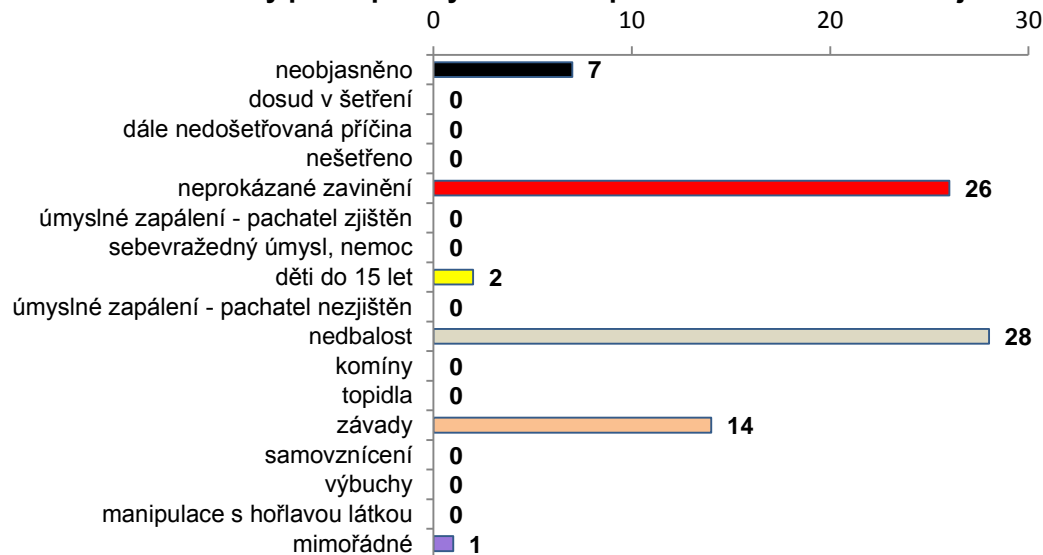 0 10 20 30
neobjasněno 7
dosud v šetření 0
dále nedošetřovaná příčina 0
nešetřeno 0
neprokázané zavinění 26
úmyslné zapálení - pachatel zjištěn 0
sebevražedný úmysl, nemoc 0
děti do 15 let 2
úmyslné zapálení - pachatel nezjištěn 0
nedbalost 28
komíny 0
topidla 0
závady 14
samovznícení 0
výbuchy 0
manipulace s hořlavou látkou 0
mimořádné 1